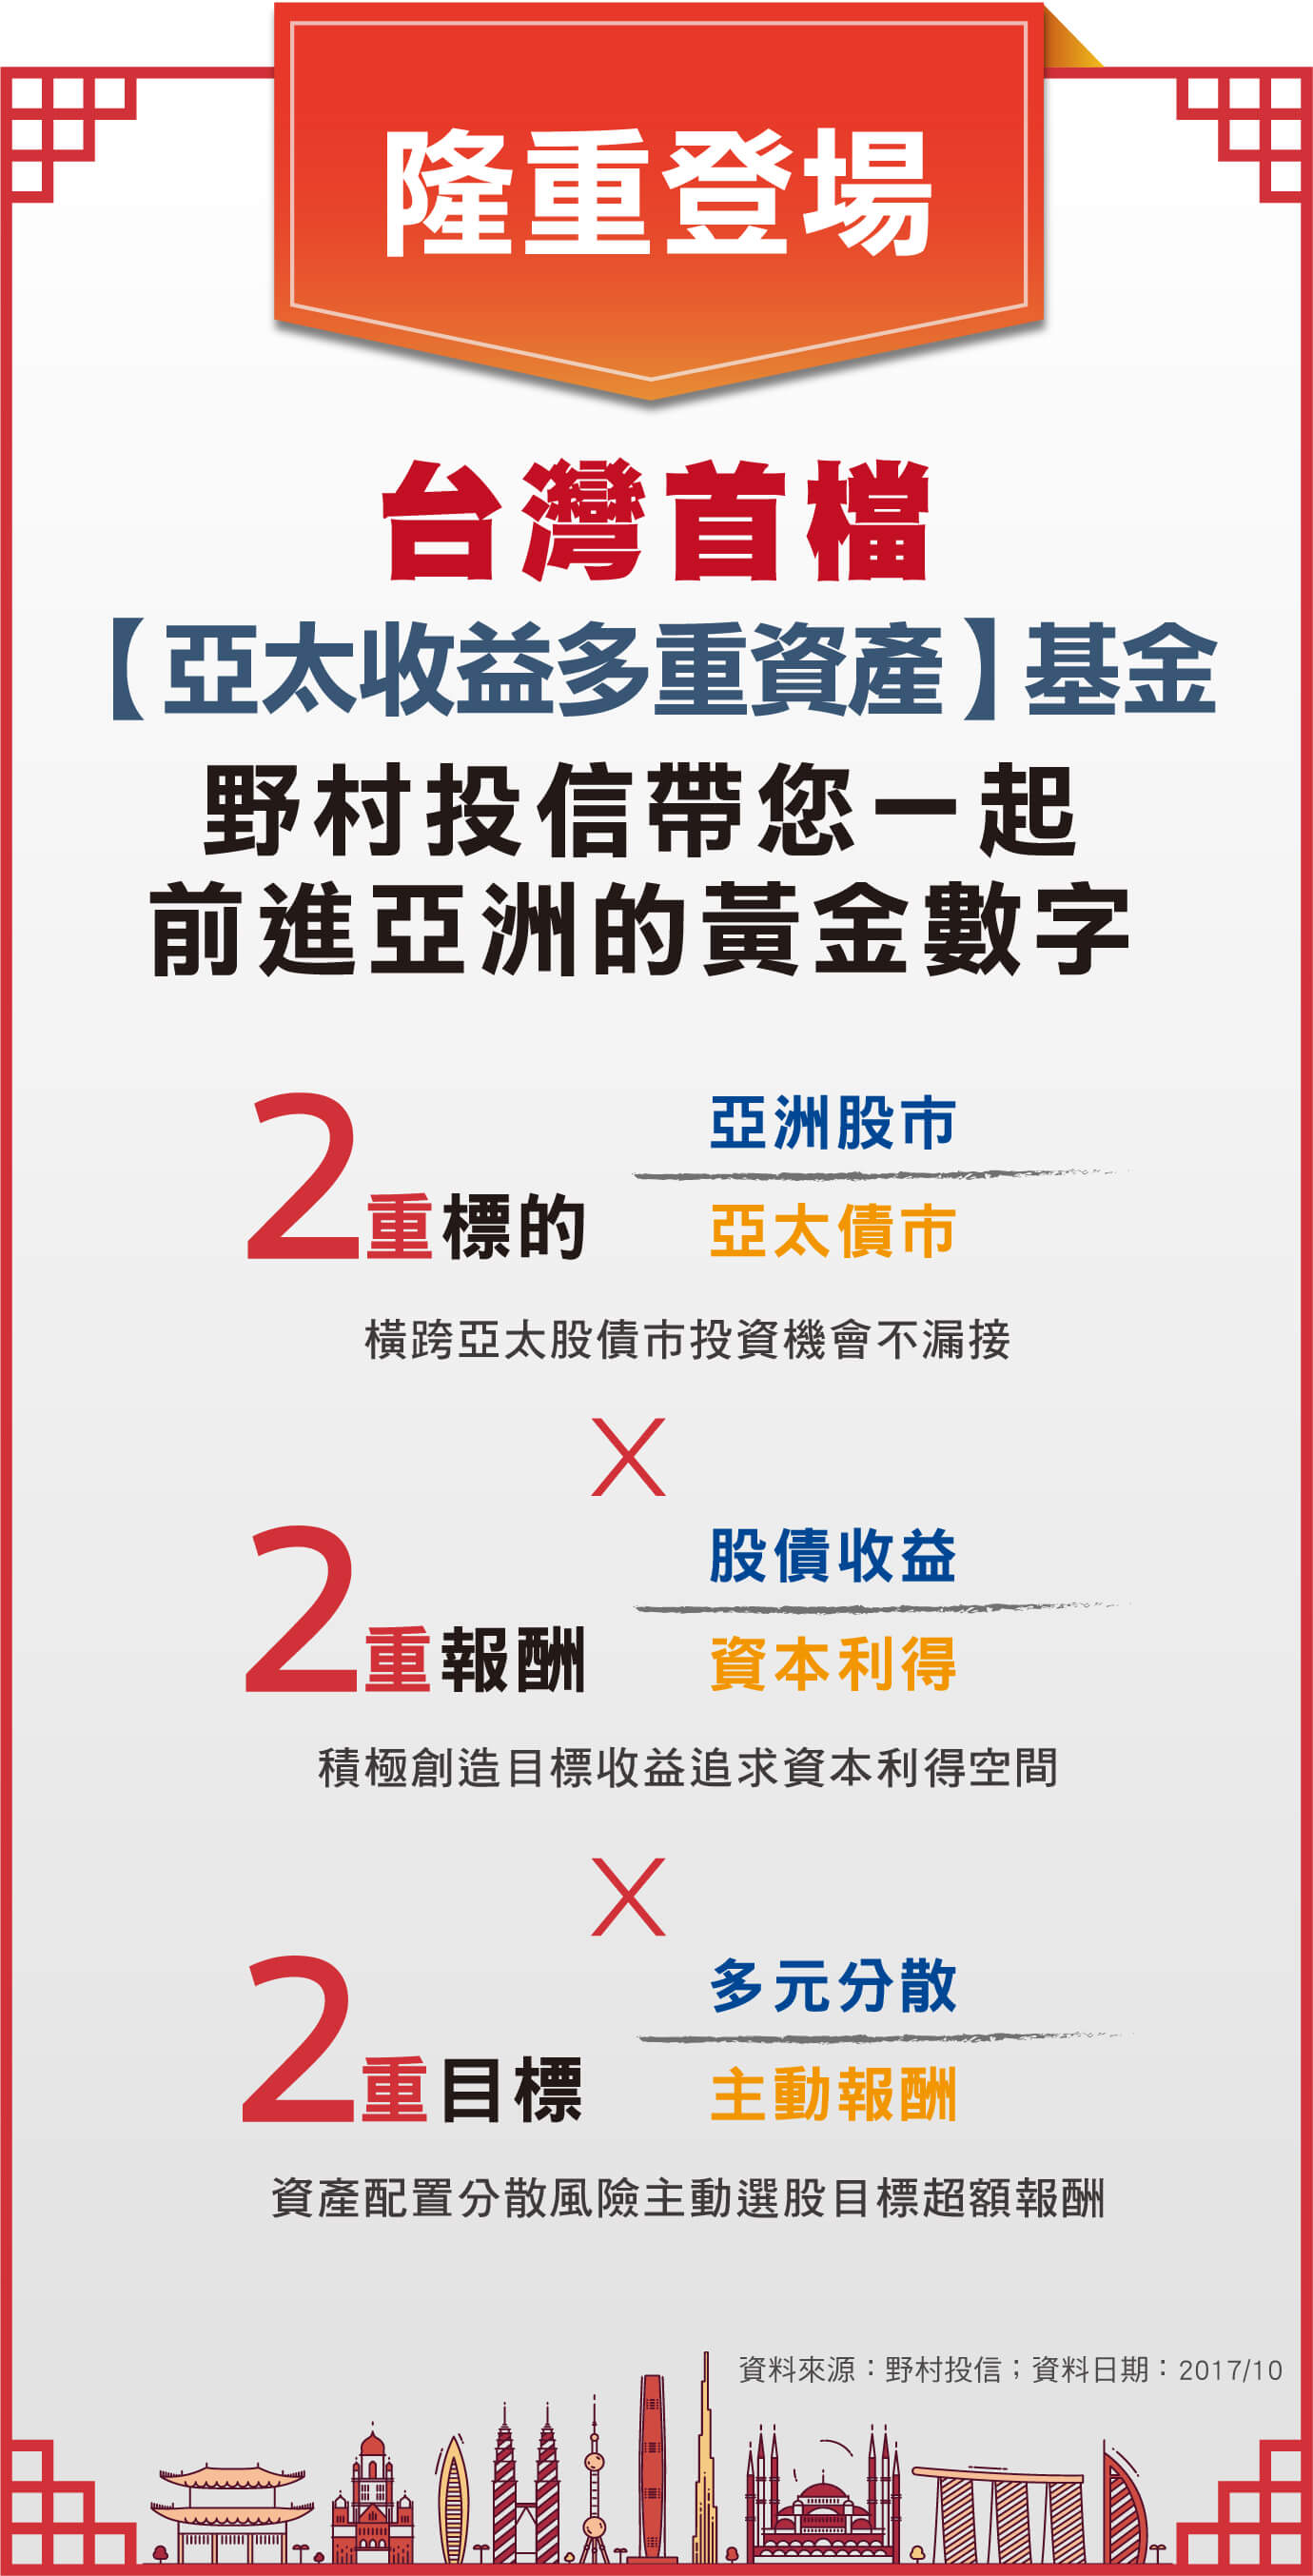 隆重登場
台灣首檔
【亞太收益多重資產】基金
野村投信帶您一起
前進亞洲的黃金數字
2重標的
亞洲股市
亞太債市
橫跨亞太股債市投資機會不漏接
X
2重報酬
股債收益
資本利得
積極創造目標收益追求資本利得空間
X
2重目標
多元分散
主動報酬
資產配置分散風險主動選股目標超額報酬
資料來源：野村投信；資料日期：2017/10